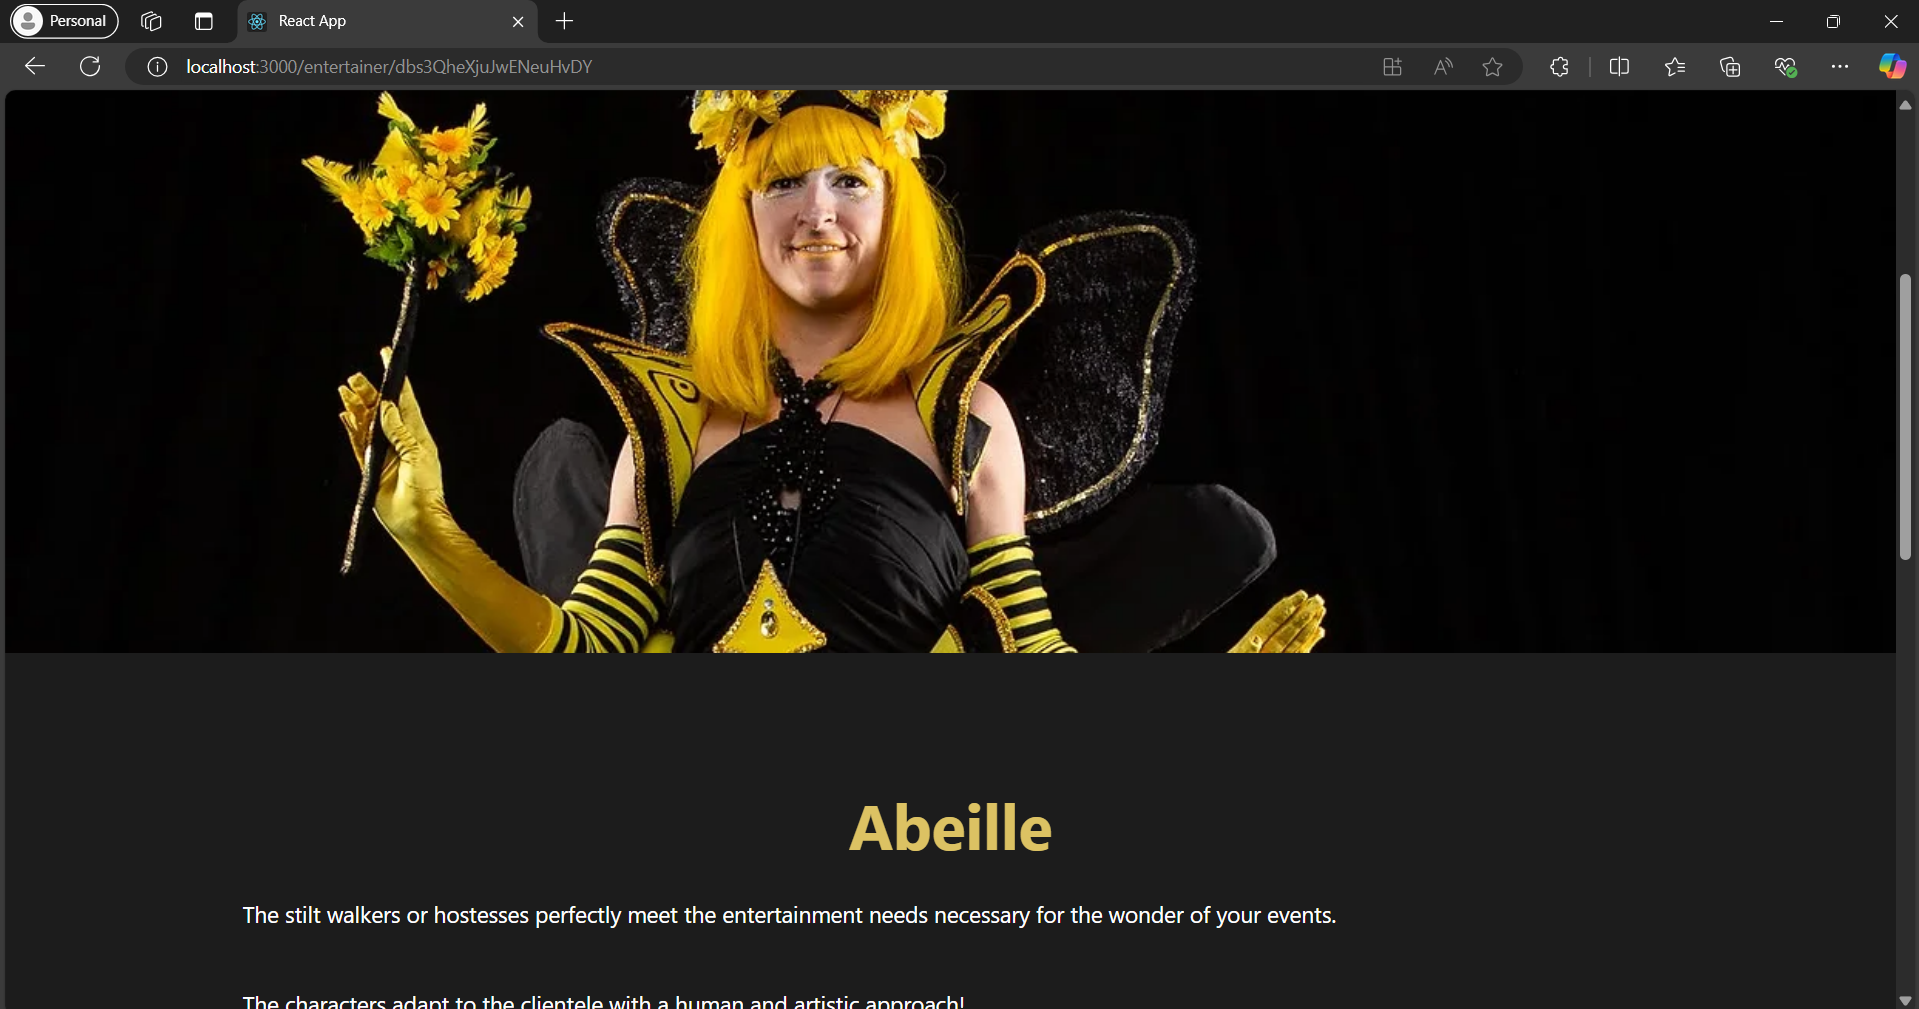 Personal
React App
localhost:3000/entertainer/dbs3QheXjuJwENeuHvDY
Abeille
The stilt walkers or hostesses perfectly meet the entertainment needs necessary for the wonder of your events.
The characters adapt to the clientele with a human and artistic approach!